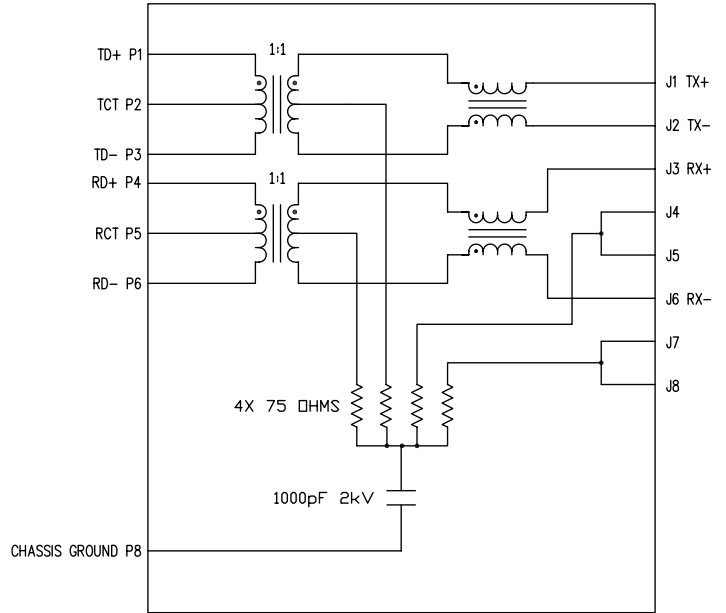 TD+ P1
1:1
TCT P2
TD- P3
RD+ P4
1:1
RCT P5
RD- P6
J1 TX+
J2 TX-
J3 RX+
J4
J5
J6 RX-
J7
J8
4X 75 OHMS
1000pF 2kV
CHASSIS GROUND P8